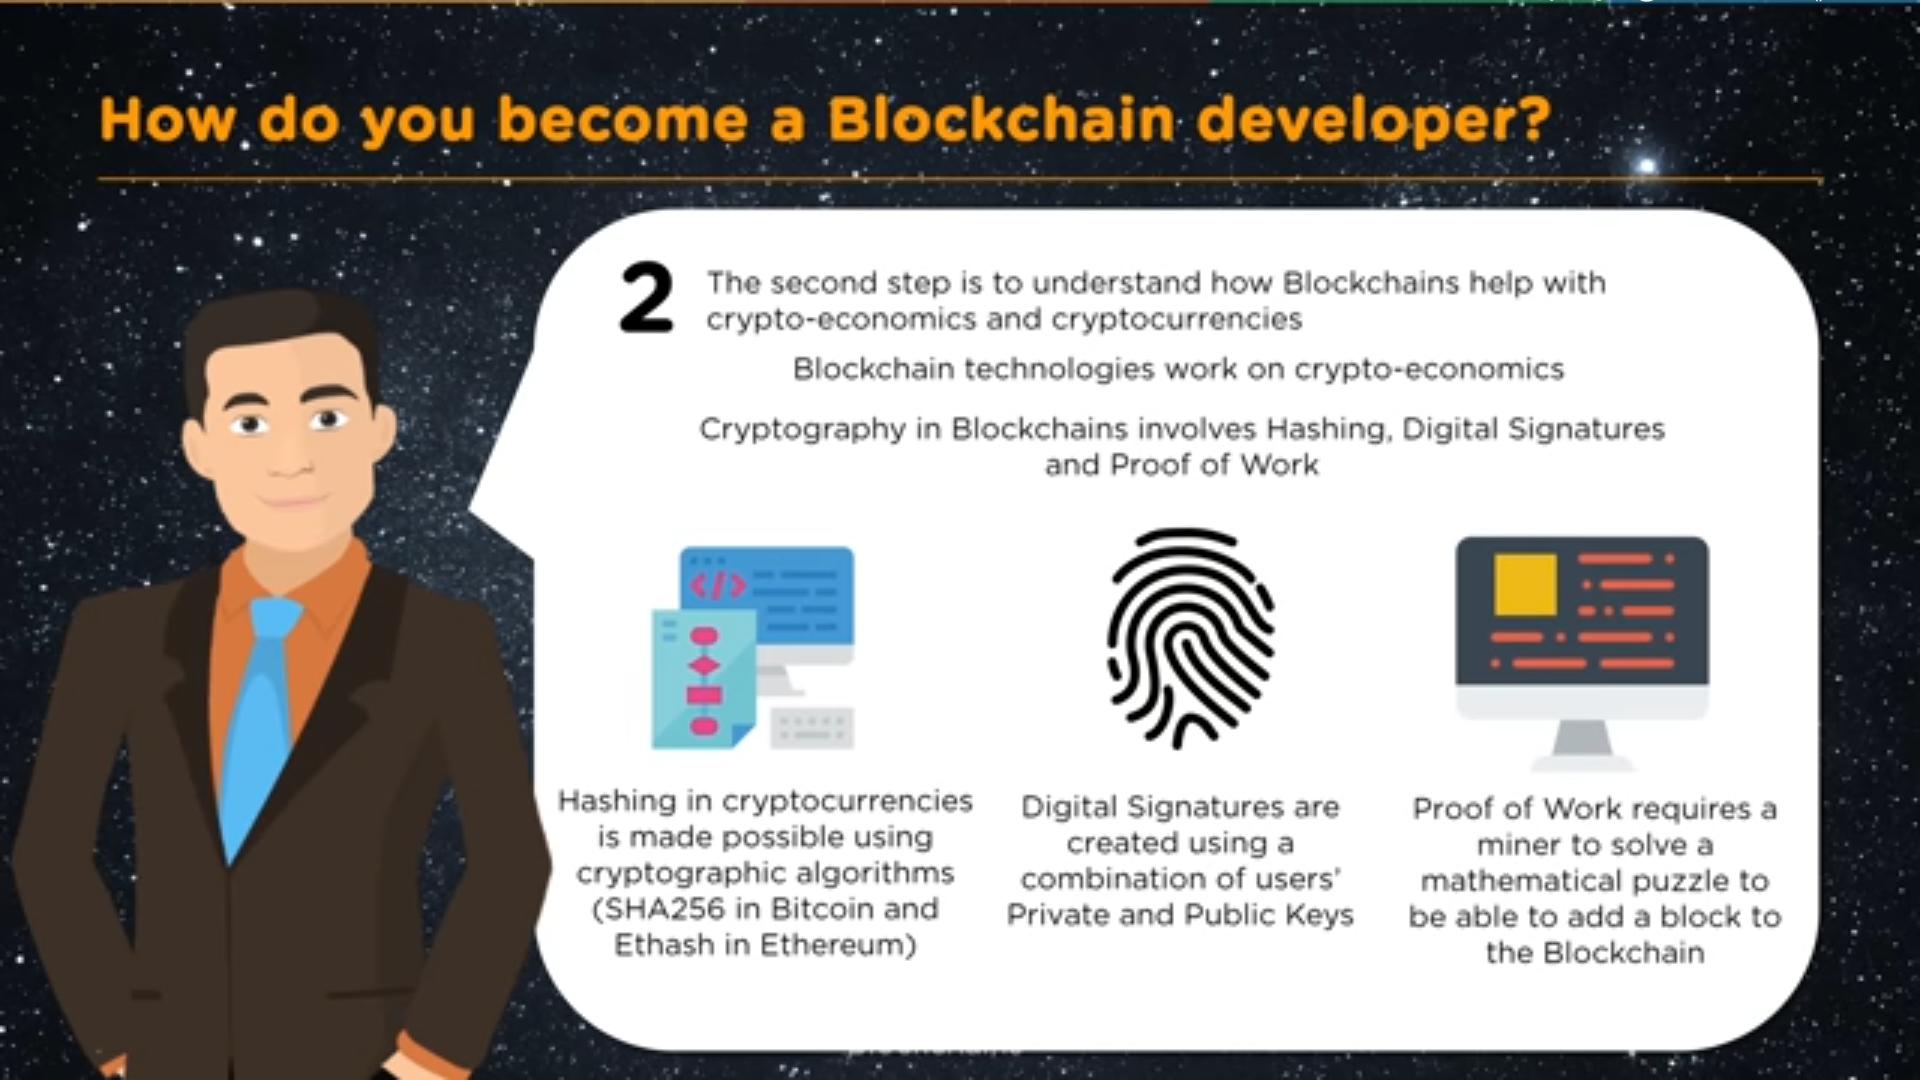 How do you become a Blockchain developer?
2
The second step is to understand how Blockchains help with
crypto-economics and cryptocurrencies
Blockchain technologies work on crypto-economics
Cryptography in Blockchains involves Hashing, Digital Signatures
and Proof of Work
</>
Hashing in cryptocurrencies
is made possible using
cryptographic algorithms
(SHA256 in Bitcoin and
Ethash in Ethereum)
Digital Signatures are
created using a
combination of users'
Private and Public Keys
Proof of Work requires a
miner to solve a
mathematical puzzle to
be able to add a block to
the Blockchain